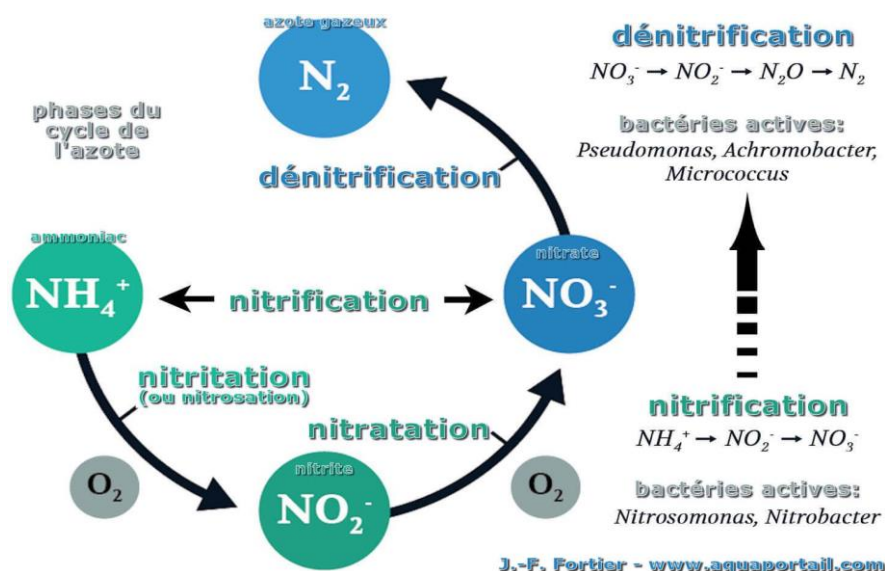 azote gazeux
N₂
phases du
cycle de
l'azote
dénitrification
ammoniac
NH₄⁺
nitrification
nitrate
NO₃⁻
nitritation
(ou nitrosation)
nitratation
O₂
nitrite
NO₂⁻
O₂
dénitrification
NO₃⁻ → NO₂⁻ → N₂O → N₂
bactéries actives:
Pseudomonas, Achromobacter,
Micrococcus
nitrification
NH₄⁺ → NO₂⁻ → NO₃⁻
bactéries actives:
Nitrosomonas, Nitrobacter
J.-F. Fortier - www.aquaportail.com